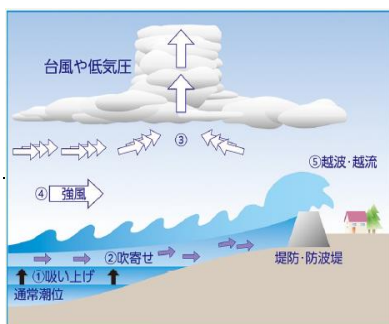 台風や低気圧
③
⑤越波・越流
④ 強風
②吹寄せ
①吸い上げ
堤防・防波堤
通常潮位